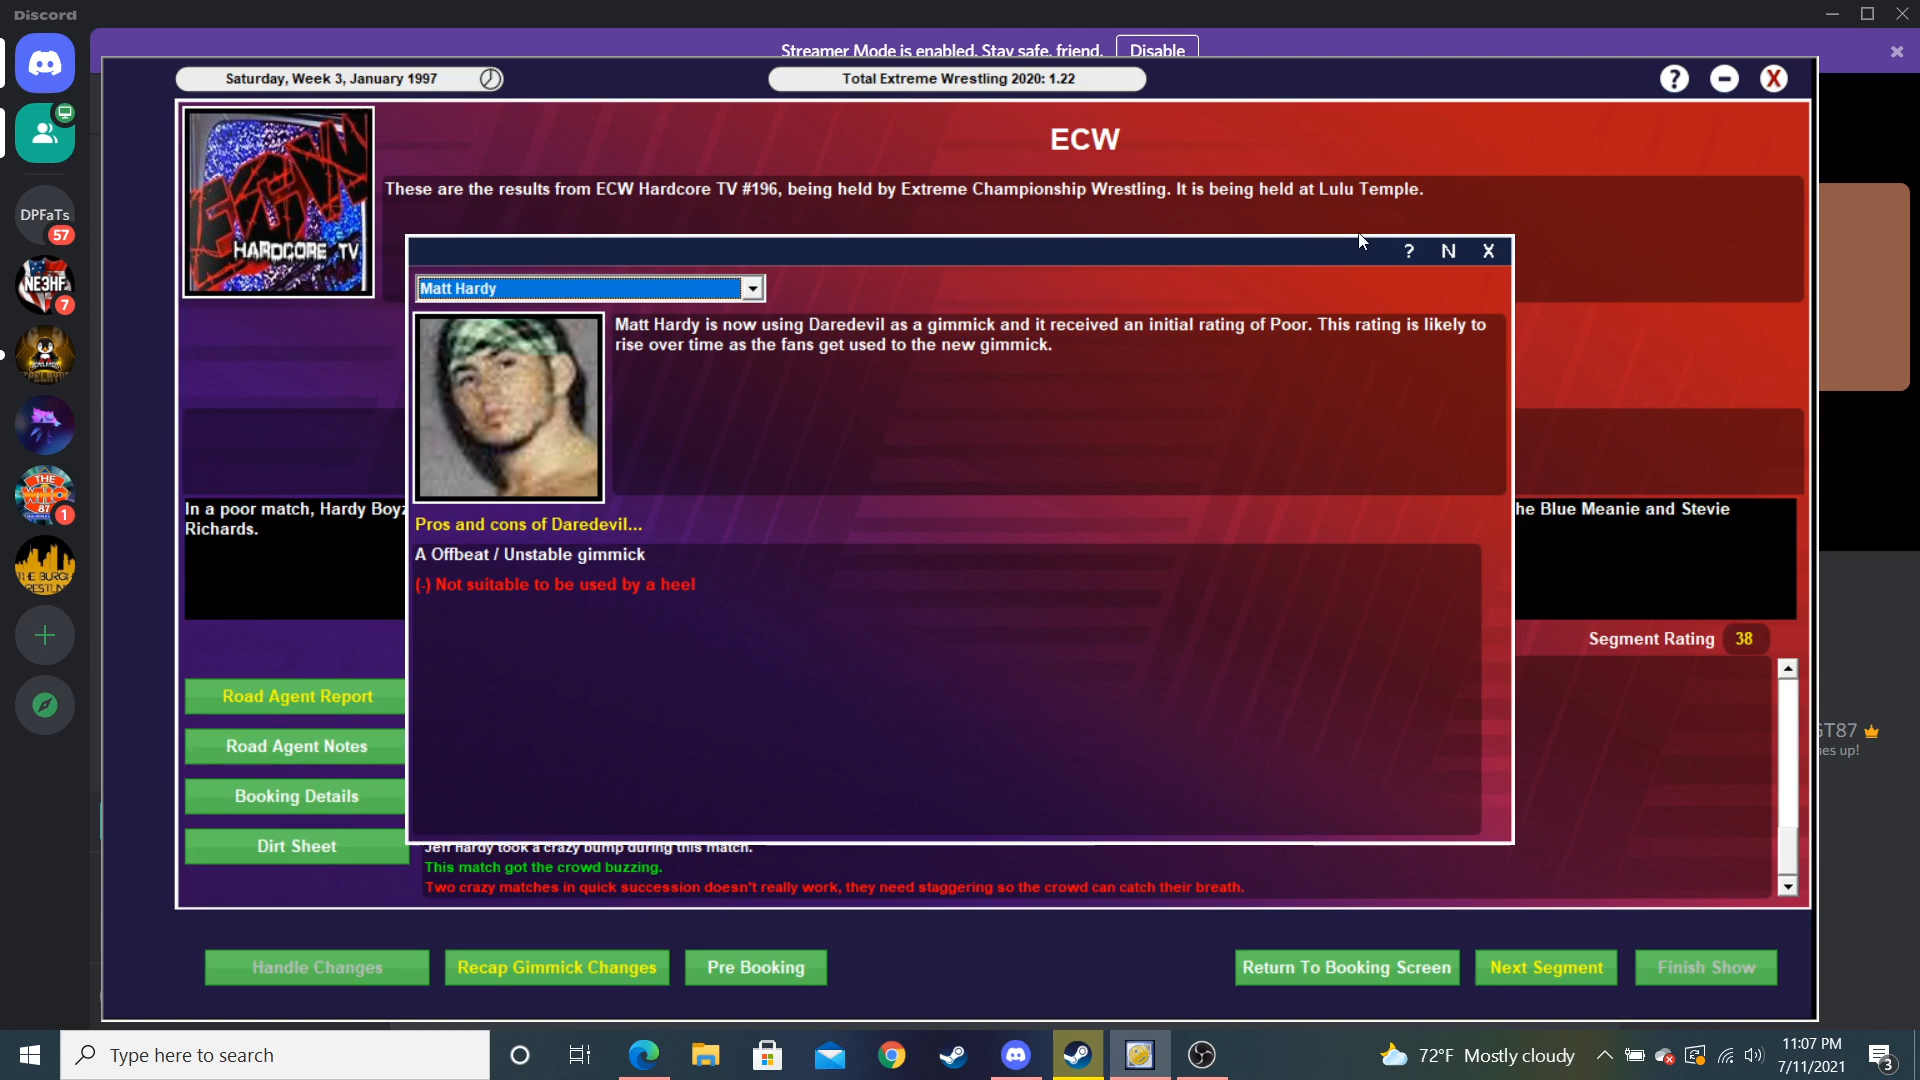 Discord
Streamer Mode is enabled. Stay safe, friend. Disable
Saturday, Week 3, January 1997
Total Extreme Wrestling 2020: 1.22
?
X
ECW
HARDCORE TV
These are the results from ECW Hardcore TV #196, being held by Extreme Championship Wrestling. It is being held at Lulu Temple.
? N X
Matt Hardy
Matt Hardy is now using Daredevil as a gimmick and it received an initial rating of Poor. This rating is likely to
rise over time as the fans get used to the new gimmick.
Pros and cons of Daredevil...
A Offbeat / Unstable gimmick
(-) Not suitable to be used by a heel
In a poor match, Hardy Boyz
Richards.
he Blue Meanie and Stevie
Segment Rating 38
Road Agent Report
Road Agent Notes
Booking Details
Dirt Sheet
Jeff Hardy took a crazy bump during this match.
This match got the crowd buzzing.
Two crazy matches in quick succession doesn't really work, they need staggering so the crowd can catch their breath.
Handle Changes
Recap Gimmick Changes
Pre Booking
Return To Booking Screen
Next Segment
Finish Show
DPFaTs
57
NE3HF
7
THE
WHO
87
1
THE BURGH
GT87
es up!
Type here to search
72°F Mostly cloudy
11:07 PM
7/11/2021
3